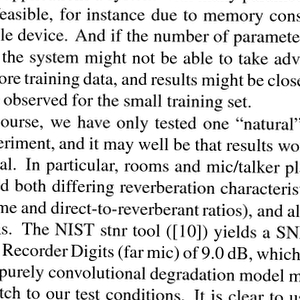 feasible, for instance due to memory cons
le device. And if the number of paramete
the system might not be able to take adv
ore training data, and results might be close
observed for the small training set.
ourse, we have only tested one “natural”
eriment, and it may well be that results wo
al. In particular, rooms and mic/talker pl
d both differing reverberation characteris
me and direct-to-reverberant ratios), and al
s. The NIST stnr tool ([10]) yields a SN
Recorder Digits (far mic) of 9.0 dB, which
purely convolutional degradation model m
tch to our test conditions. It is clear to u